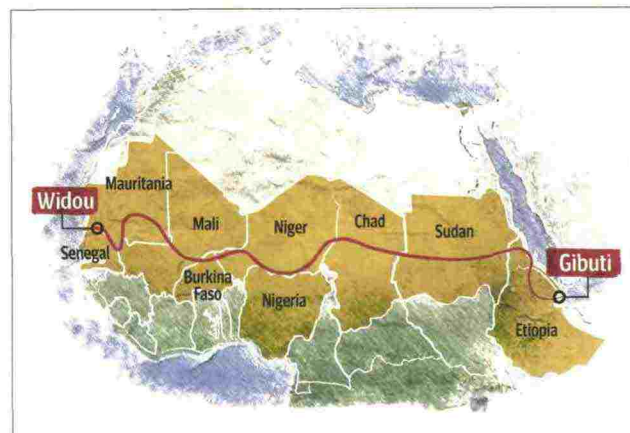 Mauritania
Widou
Mali
Niger
Chad
Sudan
Senegal
Burkina
Faso
Nigeria
Gibuti
Etiopia